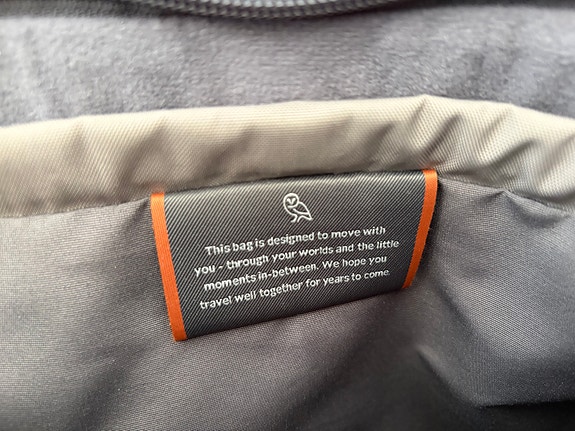 This bag is designed to move with
you - through your worlds and the little
moments in-between. We hope you
travel well together for years to come.